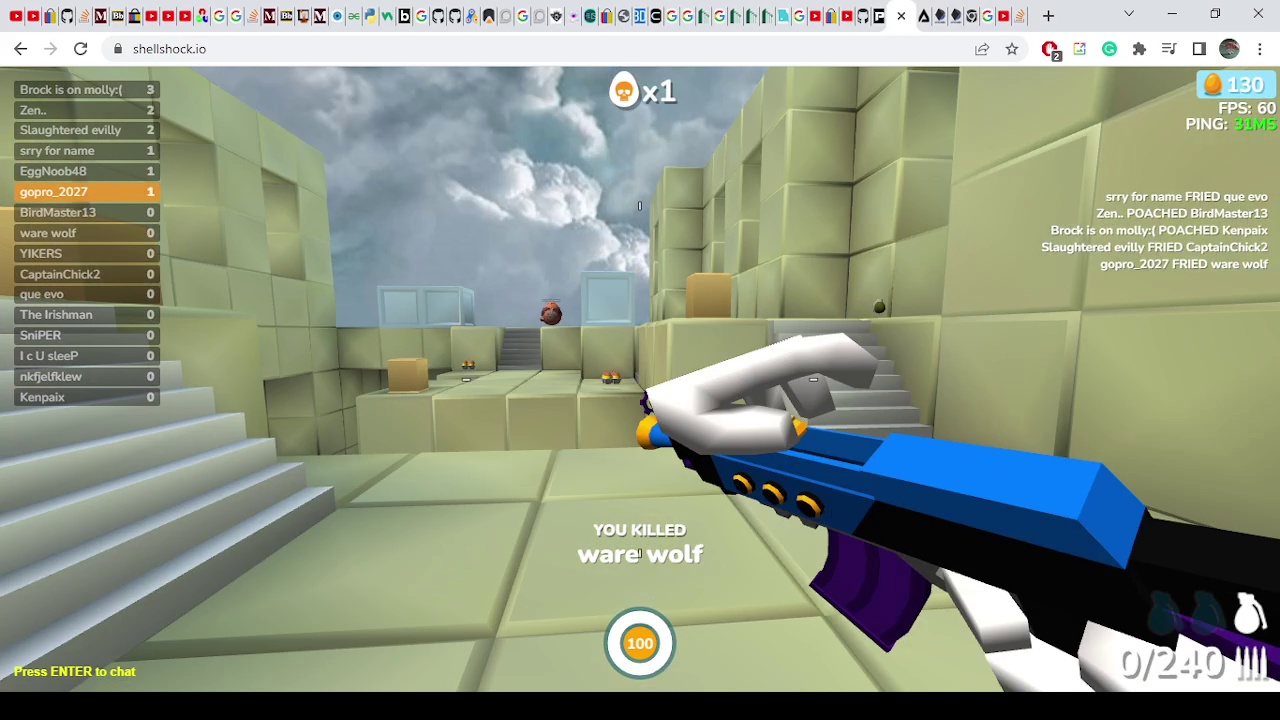 shellshock.io
2
Brock is on molly:( 3
Zen.. 2
Slaughtered evilly 2
srry for name 1
EggNoob48 1
gopro_2027 1
BirdMaster13 0
ware wolf 0
YIKERS 0
CaptainChick2 0
que evo 0
The Irishman 0
SniPER 0
I c U sleeP 0
nkfjelfklew 0
Kenpaix 0
x1
130
FPS: 60
PING: 31MS
srry for name FRIED que evo
Zen.. POACHED BirdMaster13
Brock is on molly:( POACHED Kenpaix
Slaughtered evilly FRIED CaptainChick2
gopro_2027 FRIED ware wolf
YOU KILLED
ware wolf
100
Press ENTER to chat
0/240